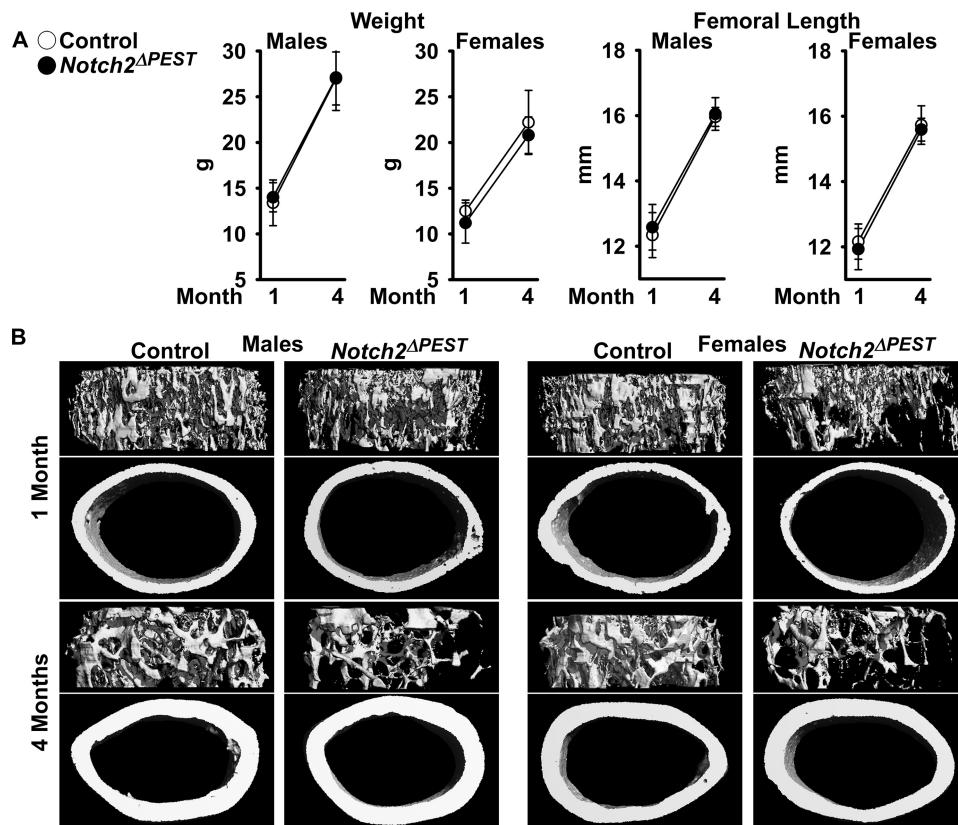 A
Control
Notch2ΔPEST
Weight
Femoral Length
Males
Females
Males
Females
30
25
20
15
10
5
g
Month
1
4
30
25
20
15
10
5
g
Month
1
4
18
16
14
12
mm
Month
1
4
18
16
14
12
mm
Month
1
4
B
Males
Females
Control
Notch2ΔPEST
Control
Notch2ΔPEST
1 Month
4 Months